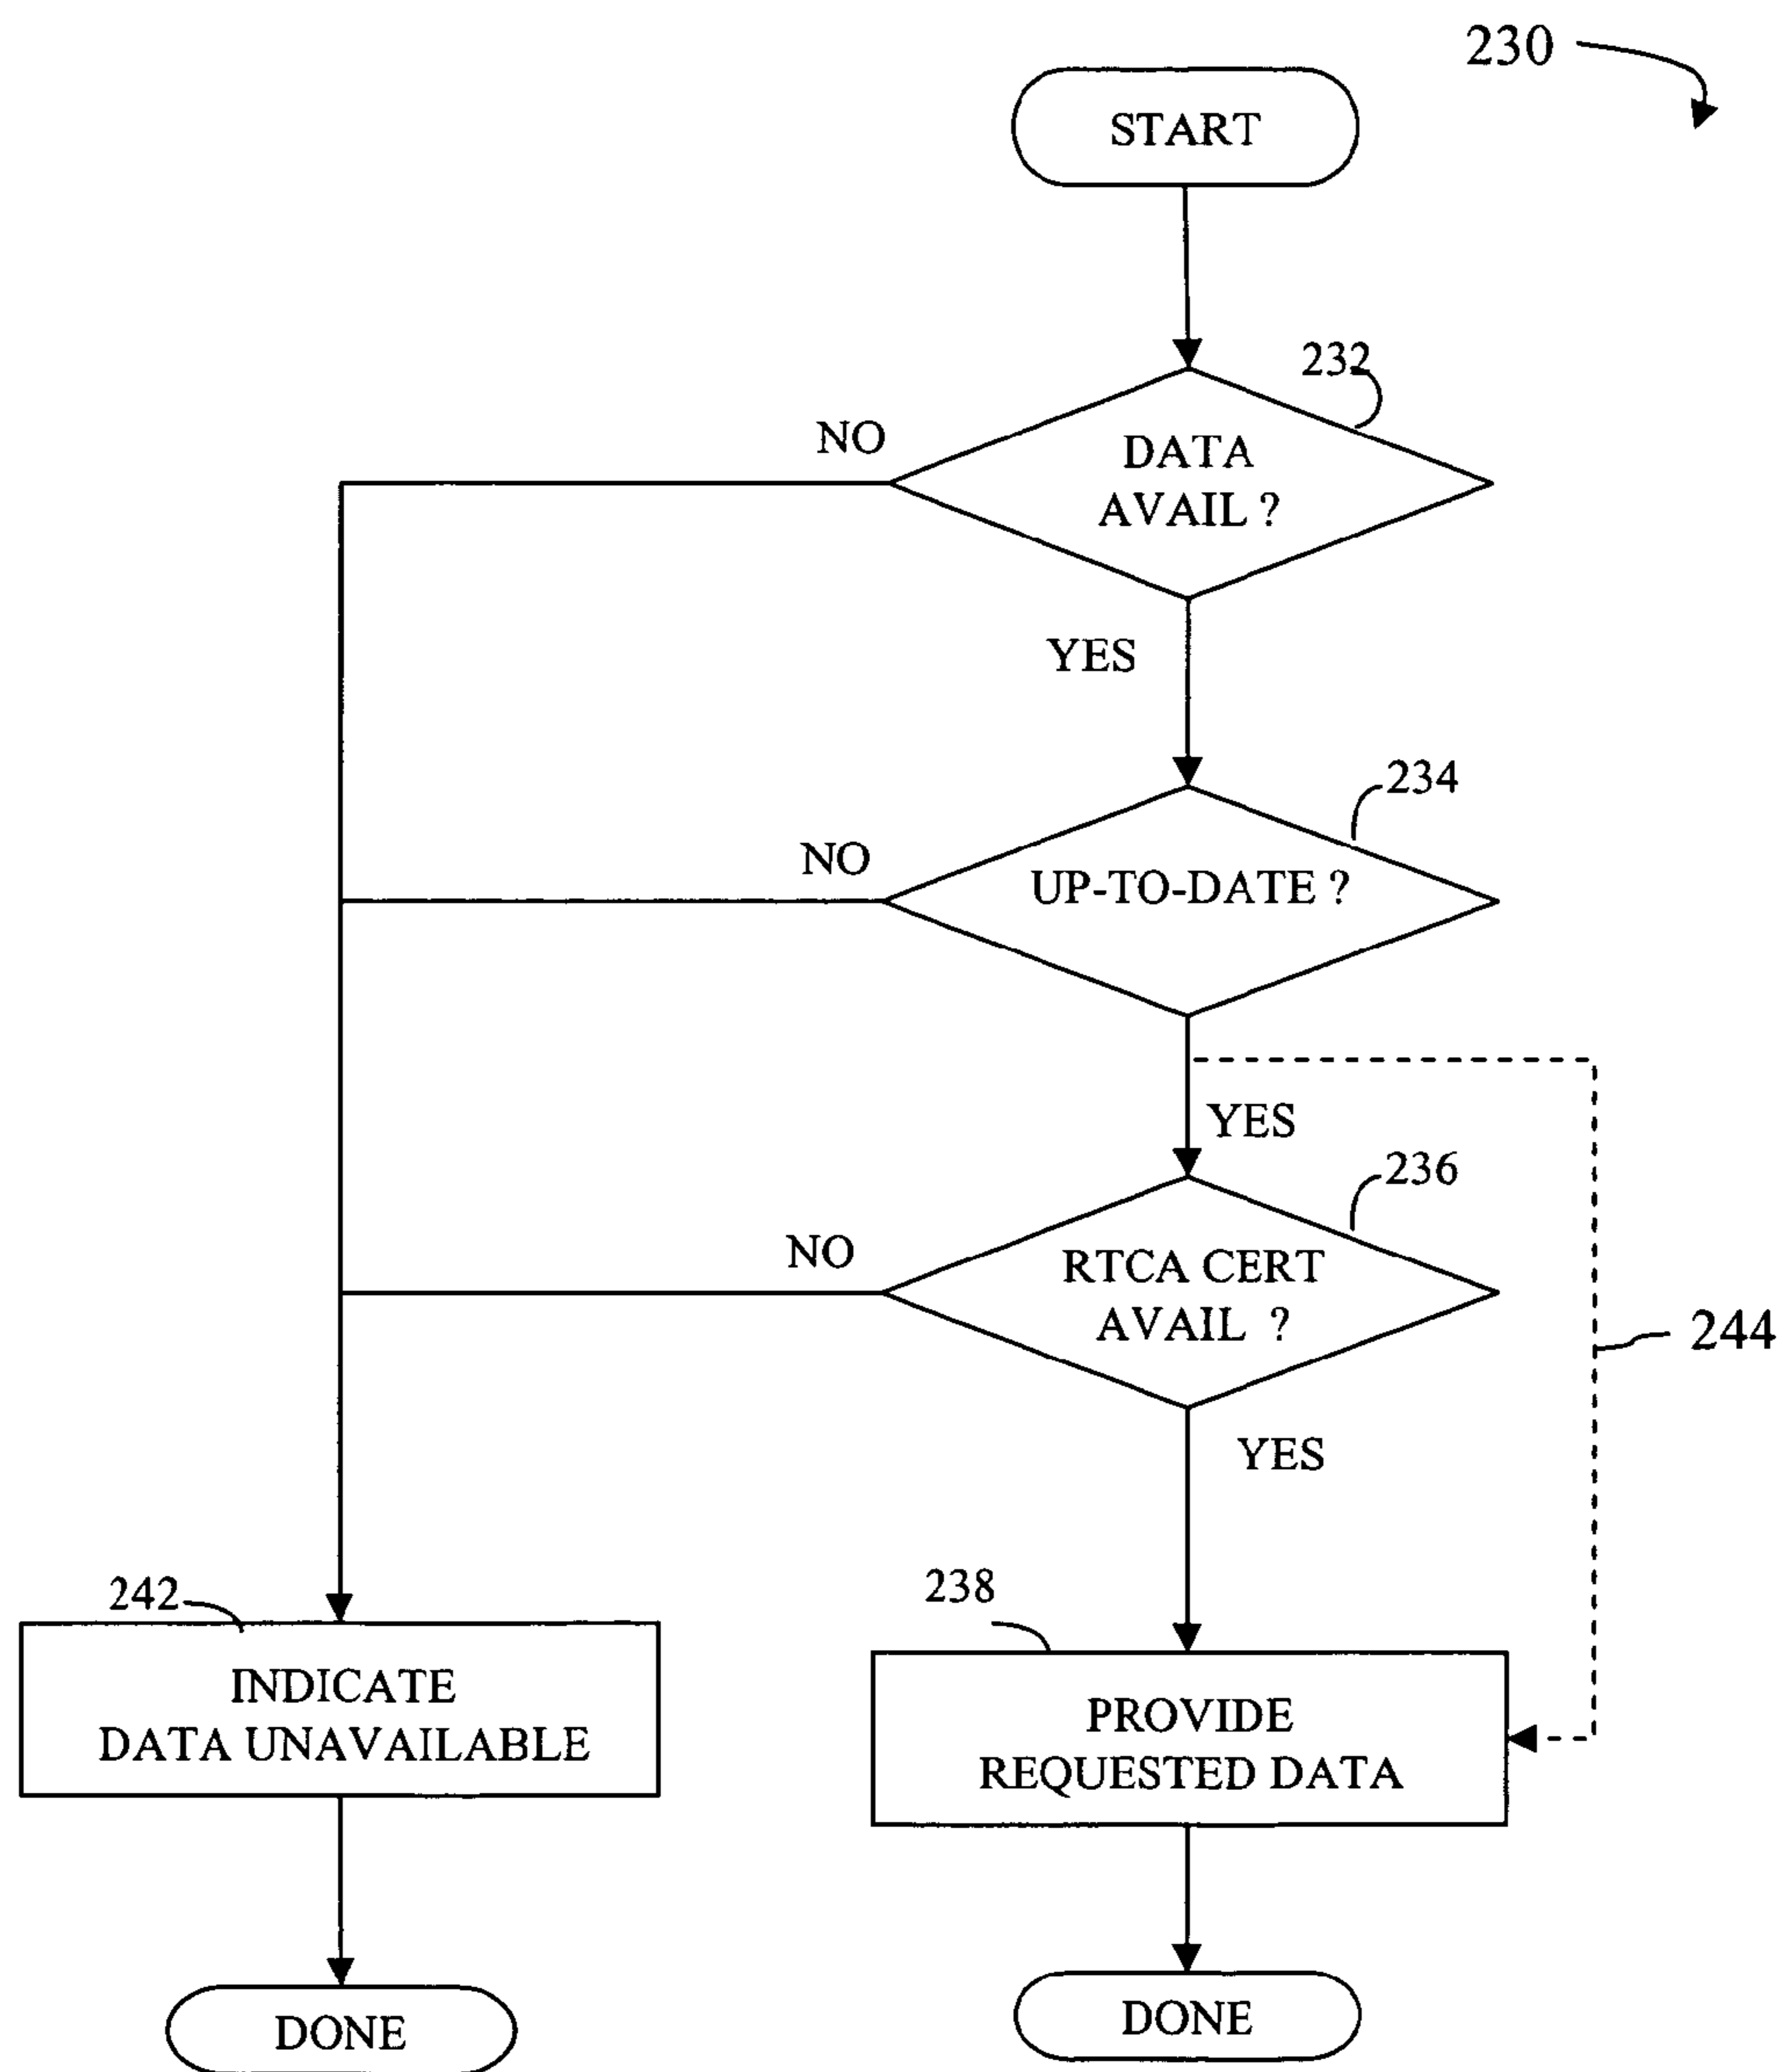 230
START
232
NO
DATA
AVAIL ?
YES
234
NO
UP-TO-DATE ?
YES
236
NO
RTCA CERT
AVAIL ?
244
YES
242
238
INDICATE
DATA UNAVAILABLE
PROVIDE
REQUESTED DATA
DONE
DONE